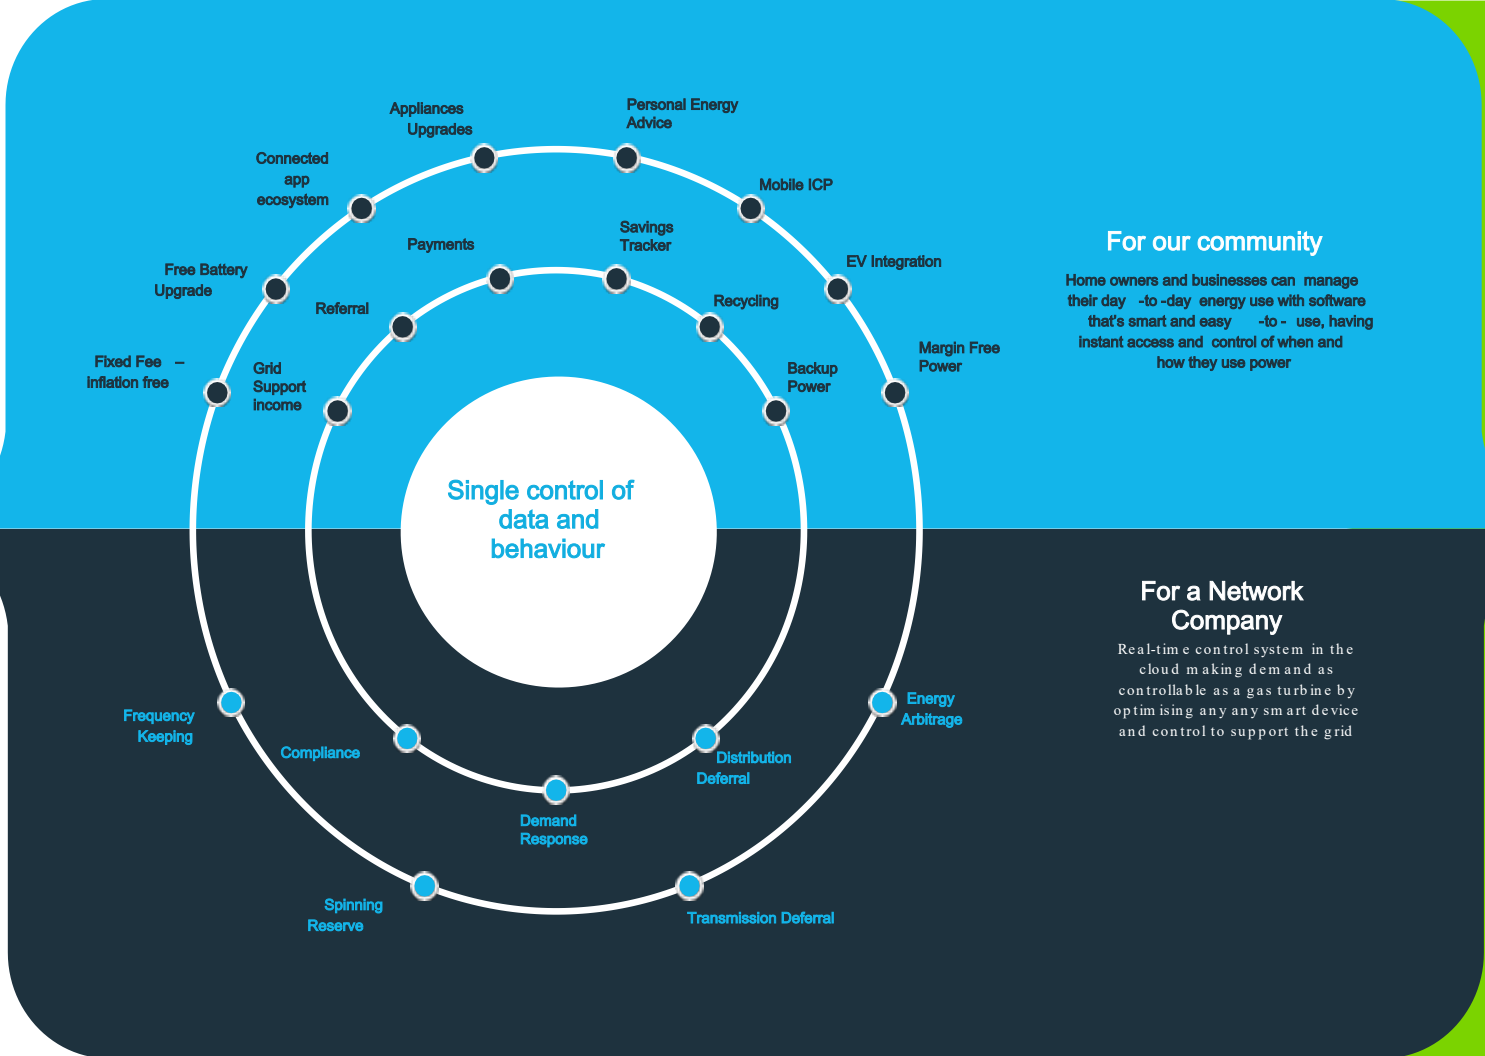 Appliances
Upgrades
Personal Energy
Advice
Connected
app
ecosystem
Mobile ICP
Payments
Savings
Tracker
Free Battery
Upgrade
EV Integration
Referral
Recycling
Fixed Fee –
inflation free
Grid
Support
income
Backup
Power
Margin Free
Power
For our community
Home owners and businesses can manage
their day -to -day energy use with software
that's smart and easy -to - use, having
instant access and control of when and
how they use power
Single control of
data and
behaviour
For a Network
Company
Real-time control system in the
cloud making demand as
controllable as a gas turbine by
optimising any any smart device
and control to support the grid
Frequency
Keeping
Compliance
Demand
Response
Distribution
Deferral
Energy
Arbitrage
Spinning
Reserve
Transmission Deferral